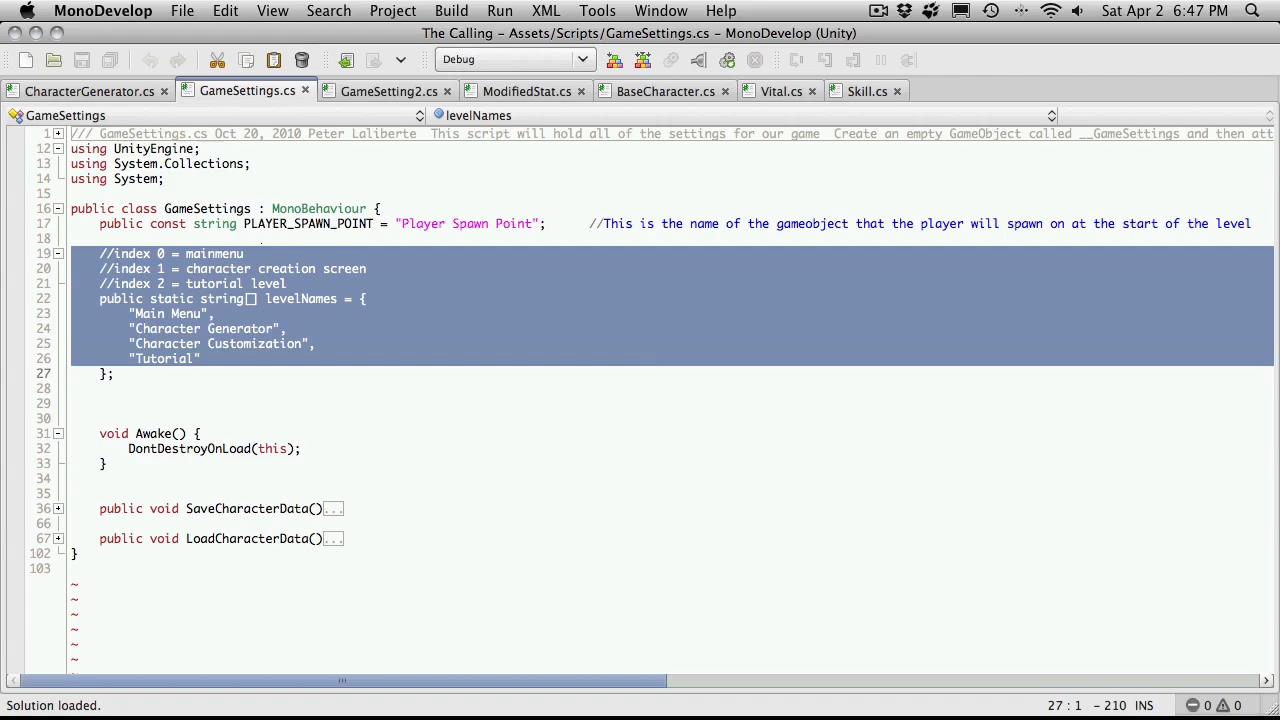 MonoDevelop File Edit View Search Project Build Run XML Tools Window Help Sat Apr 2 6:47 PM
The Calling - Assets/Scripts/GameSettings.cs - MonoDevelop (Unity)
Debug
CharacterGenerator.cs GameSettings.cs GameSetting2.cs ModifiedStat.cs BaseCharacter.cs Vital.cs Skill.cs
GameSettings levelNames
1 /// GameSettings.cs Oct 20, 2010 Peter Laliberte This script will hold all of the settings for our game Create an empty GameObject called __GameSettings and then att
12 using UnityEngine;
13 using System.Collections;
14 using System;
15
16 public class GameSettings : MonoBehaviour {
17 public const string PLAYER_SPAWN_POINT = "Player Spawn Point"; //This is the name of the gameobject that the player will spawn on at the start of the level
18
19 //index 0 = mainmenu
20 //index 1 = character creation screen
21 //index 2 = tutorial level
22 public static string[] levelNames = {
23 "Main Menu",
24 "Character Generator",
25 "Character Customization",
26 "Tutorial"
27 };
28
29
30
31 void Awake() {
32 DontDestroyOnLoad(this);
33 }
34
35
36 public void SaveCharacterData()...
66
67 public void LoadCharacterData()...
102 }
103
~
~
~
~
~
~
Solution loaded. 27 : 1 - 210 INS 0 0